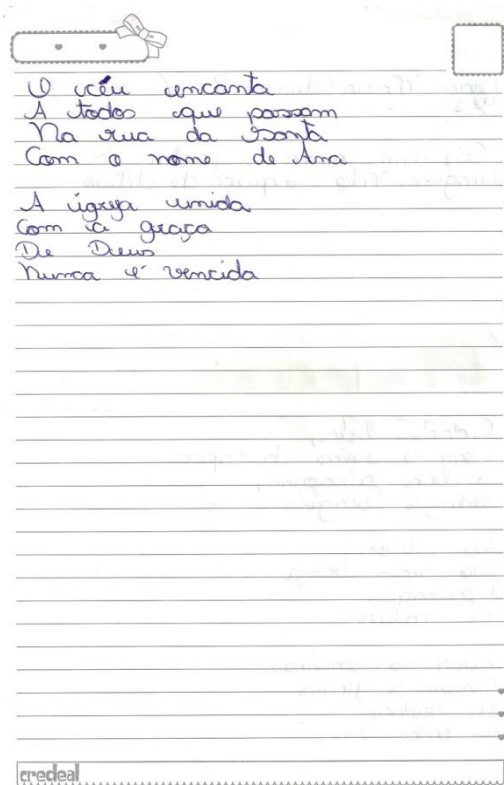 O céu encanta
A todos que passam
Na rua da Santa
Com o nome de Ana
A igreja unida
Com a graça
De Deus
Nunca é vencida
credeal